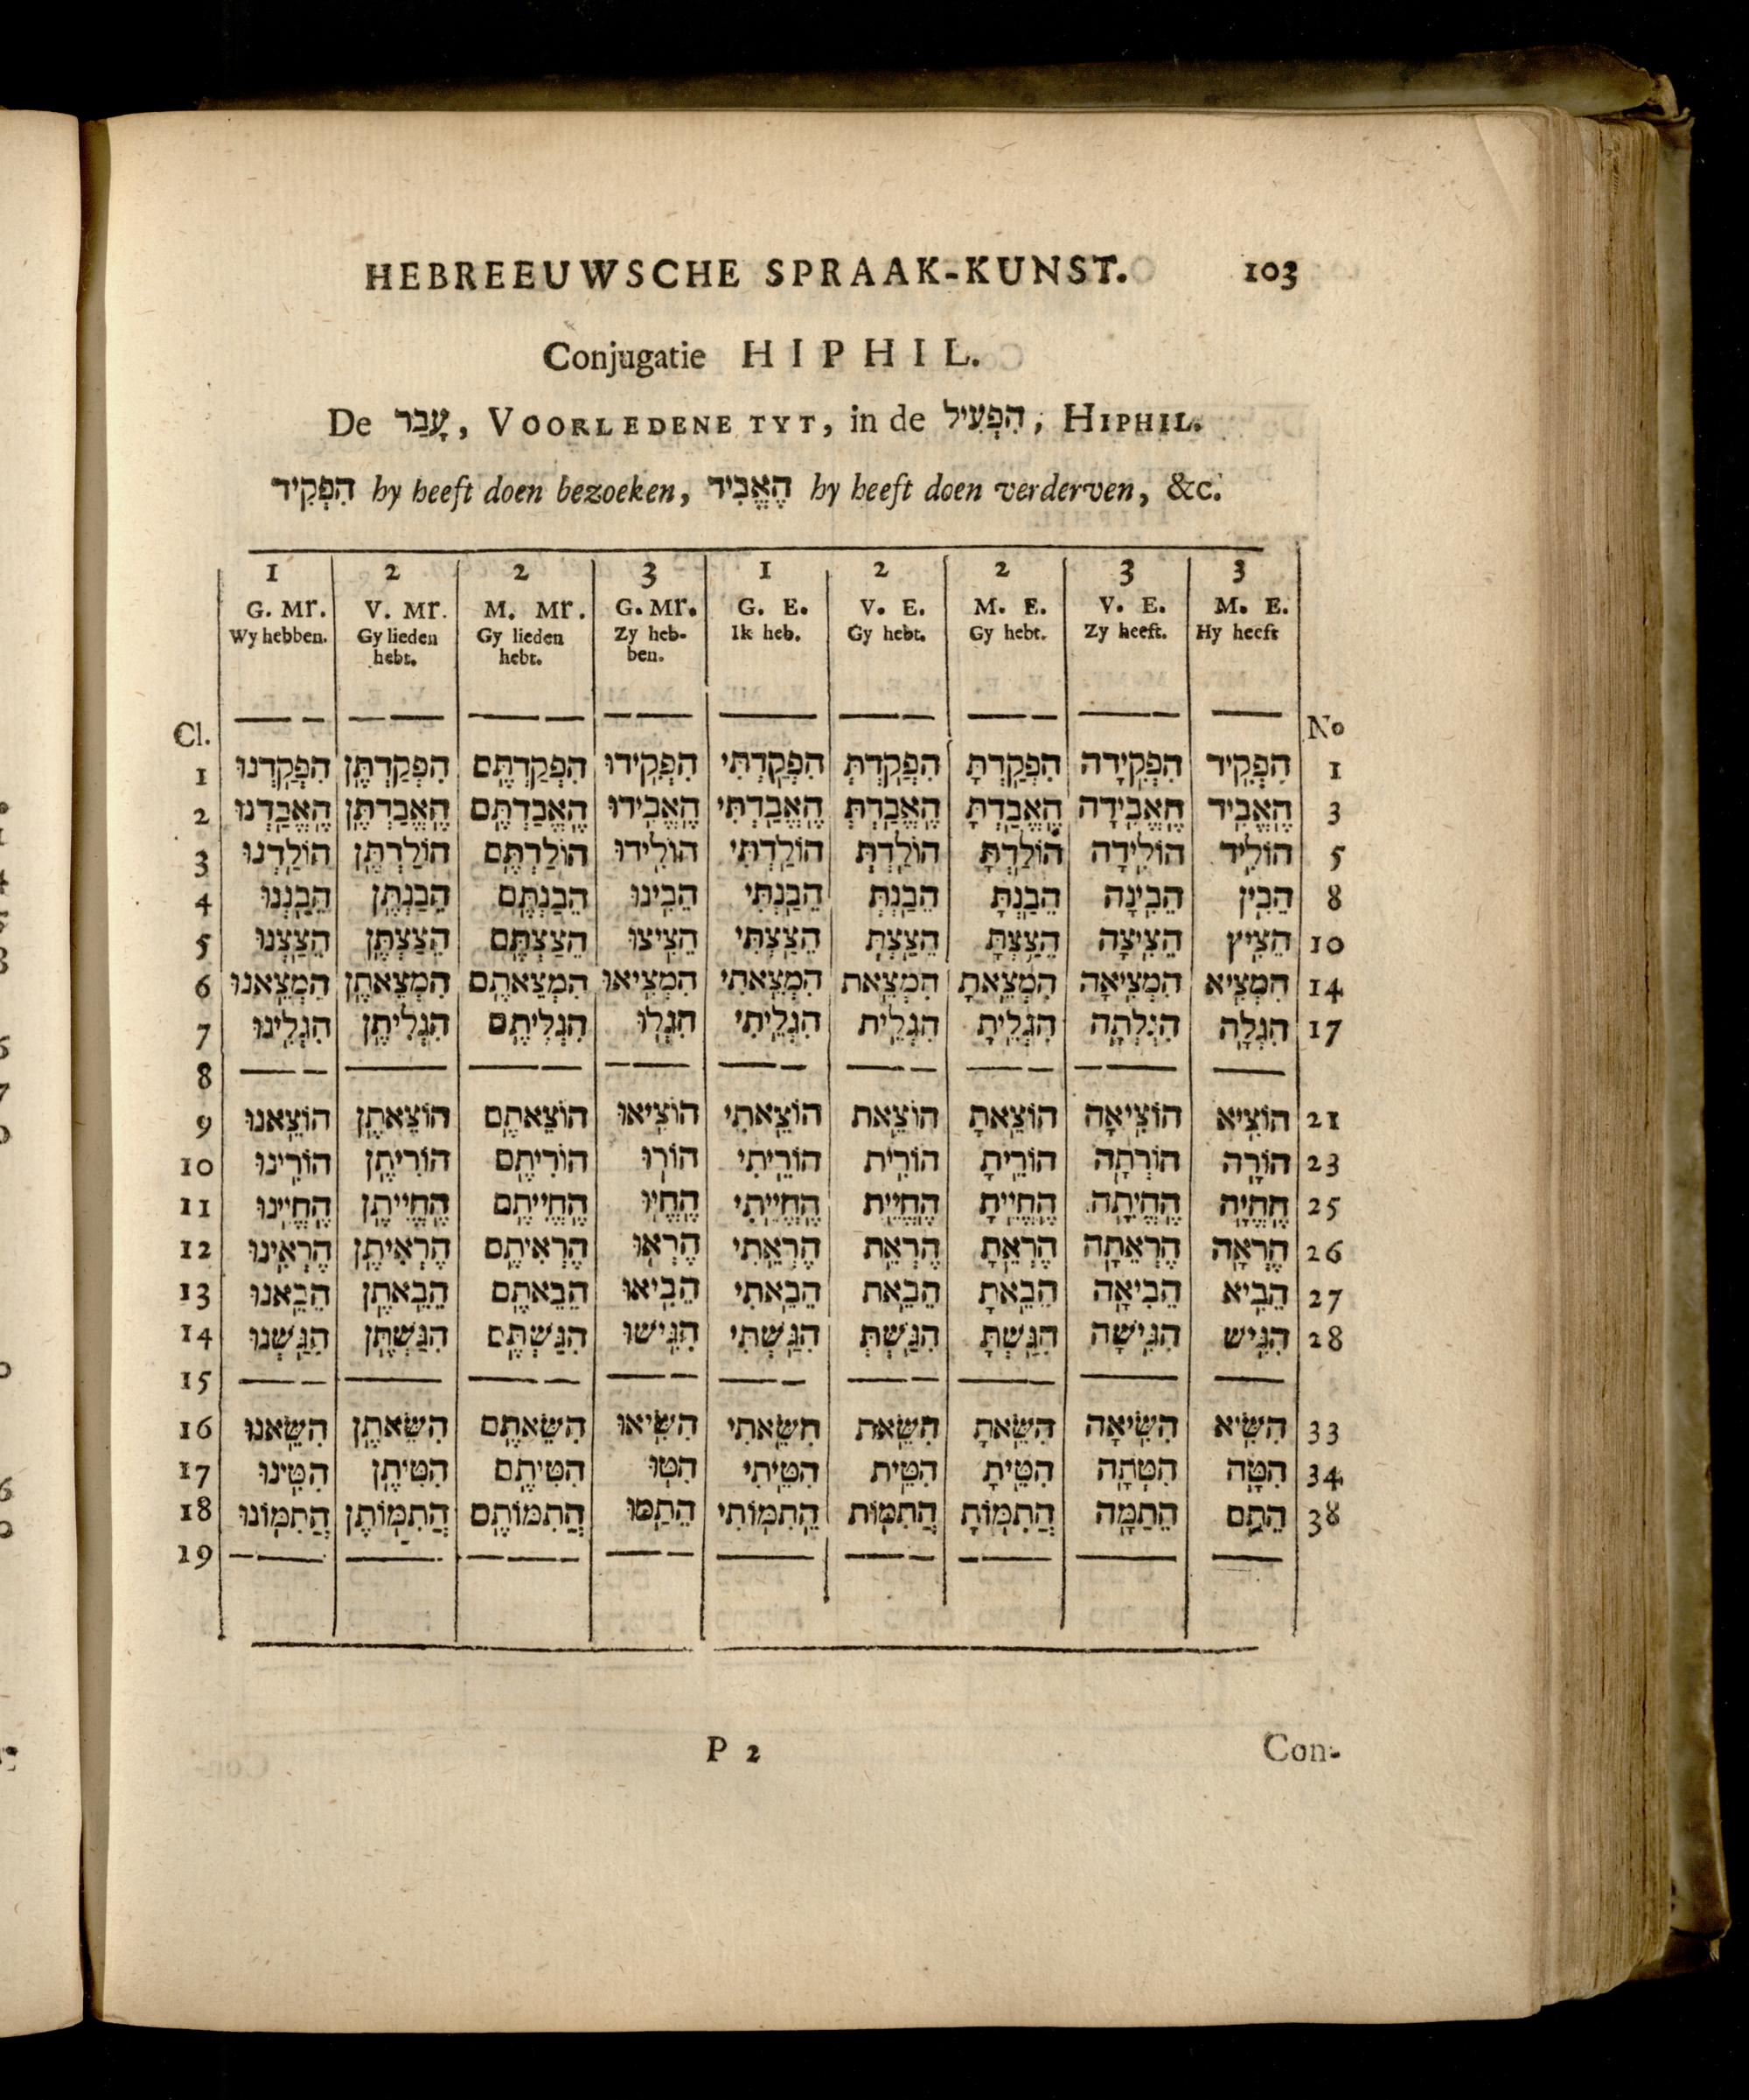 HEBREEUWSCHE SPRAAK-KUNST. 103
Conjugatie HIPHIL.
De עָבַר, VOORLEDENE TYT, in de הִפְעִיל, HIPHIL.
הִפְקִיד hy heeft doen bezoeken, הֶאֱבִיד hy heeft doen verderven, &c.
1 2 2 3 1 2 2 3 3
G. Mr. V. Mr. M. Mr. G. Mr. G. E. V. E. M. E. V. E. M. E.
Wy hebben. Gy lieden Gy lieden Zy heb- Ik heb. Gy hebt. Gy hebt. Zy heeft. Hy heeft
hebt. hebt. ben.
Cl. No
1 הִפְקַדְנוּ הִפְקַדְתֶּן הִפְקַדְתֶּם הִפְקִידוּ הִפְקַדְתִּי הִפְקַדְתְּ הִפְקַדְתָּ הִפְקִידָה הִפְקִיד 1
2 הֶאֱבַדְנוּ הֶאֱבַדְתֶּן הֶאֱבַדְתֶּם הֶאֱבִידוּ הֶאֱבַדְתִּי הֶאֱבַדְתְּ הֶאֱבַדְתָּ הֶאֱבִידָה הֶאֱבִיד 3
3 הוֹלַדְנוּ הוֹלַדְתֶּן הוֹלַדְתֶּם הוֹלִידוּ הוֹלַדְתִּי הוֹלַדְתְּ הוֹלַדְתָּ הוֹלִידָה הוֹלִיד 5
4 הֵבַנְנוּ הֵבַנְתֶּן הֵבַנְתֶּם הֵבִינוּ הֵבַנְתִּי הֵבַנְתְּ הֵבַנְתָּ הֵבִינָה הֵבִין 8
5 הֵצַצְנוּ הֵצַצְתֶּן הֵצַצְתֶּם הֵצִיצוּ הֵצַצְתִּי הֵצַצְתְּ הֵצַצְתָּ הֵצִיצָה הֵצִיץ 10
6 הִמְצֵאנוּ הִמְצֵאתֶן הִמְצֵאתֶם הִמְצִיאוּ הִמְצֵאתִי הִמְצֵאת הִמְצֵאתָ הִמְצִיאָה הִמְצִיא 14
7 הִגְלִינוּ הִגְלִיתֶן הִגְלִיתֶם הִגְלוּ הִגְלֵיתִי הִגְלֵית הִגְלֵיתָ הִגְלְתָה הִגְלָה 17
8
9 הוֹצֵאנוּ הוֹצֵאתֶן הוֹצֵאתֶם הוֹצִיאוּ הוֹצֵאתִי הוֹצֵאת הוֹצֵאתָ הוֹצִיאָה הוֹצִיא 21
10 הוֹרִינוּ הוֹרִיתֶן הוֹרִיתֶם הוֹרוּ הוֹרֵיתִי הוֹרֵית הוֹרֵיתָ הוֹרְתָה הוֹרָה 23
11 הֶחֱיִינוּ הֶחֱיִיתֶן הֶחֱיִיתֶם הֶחֱיוּ הֶחֱיֵיתִי הֶחֱיֵית הֶחֱיֵיתָ הֶחֱיְתָה הֶחֱיָה 25
12 הֶרְאִינוּ הֶרְאִיתֶן הֶרְאִיתֶם הֶרְאוּ הֶרְאֵתִי הֶרְאֵת הֶרְאֵתָ הֶרְאֵתָה הֶרְאָה 26
13 הֵבֵאנוּ הֵבֵאתֶן הֵבֵאתֶם הֵבִיאוּ הֵבֵאתִי הֵבֵאת הֵבֵאתָ הֵבִיאָה הֵבִיא 27
14 הִגַּשְׁנוּ הִגַּשְׁתֶּן הִגַּשְׁתֶּם הִגִּישׁוּ הִגַּשְׁתִּי הִגַּשְׁתְּ הִגַּשְׁתָּ הִגִּישָׁה הִגִּישׁ 28
15
16 הִשֵּׂאנוּ הִשֵּׂאתֶן הִשֵּׂאתֶם הִשִּׂיאוּ הִשֵּׂאתִי הִשֵּׂאת הִשֵּׂאתָ הִשִּׂיאָה הִשִּׂיא 33
17 הִטִּינוּ הִטִּיתֶן הִטִּיתֶם הִטּוּ הִטֵּיתִי הִטֵּית הִטֵּיתָ הִטְּתָה הִטָּה 34
18 הֲתִמּוֹנוּ הֲתִמּוֹתֶן הֲתִמּוֹתֶם הֵתַמּוּ הֲתִמּוֹתִי הֲתִמּוֹת הֲתִמּוֹתָ הֵתַמָּה הֵתַם 38
19
P 2 Con-